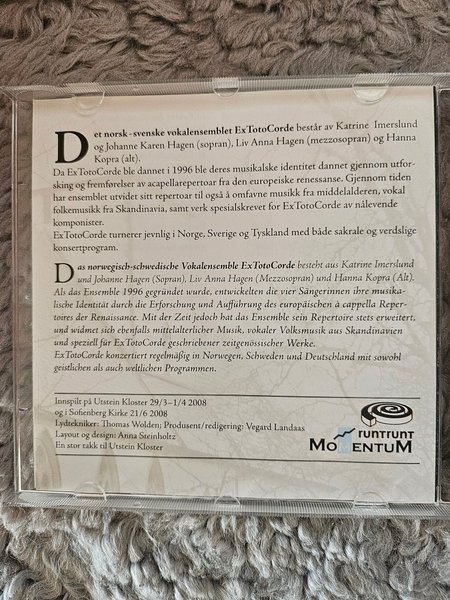 Det norsk-svenske vokalensemblet ExTotoCorde består av Katrine Imerslund
og Johanne Karen Hagen (sopran), Liv Anna Hagen (mezzosopran) og Hanna
Kopra (alt).
Da ExTotoCorde ble dannet i 1996 ble deres musikalske identitet dannet gjennom utfor-
sking og fremførelser av acapellarepertoar fra den europeiske renessanse. Gjennom tiden
har ensemblet utvidet sitt repertoar til også å omfavne musikk fra middelalderen, vokal
folkemusikk fra Skandinavia, samt verk spesialskrevet for ExTotoCorde av nålevende
komponister.
ExTotoCorde turnerer jevnlig i Norge, Sverige og Tyskland med både sakrale og verdslige
konsertprogram.
Das norwegisch-schwedische Vokalensemble ExTotoCorde besteht aus Katrine Imerslund
und Johanne Hagen (Sopran), Liv Anna Hagen (Mezzosopran) und Hanna Kopra (Alt).
Als das Ensemble 1996 gegründet wurde, entwickelten die vier Sängerinnen ihre musika-
lische Identität durch die Erforschung und Aufführung des europäischen à cappella Reper-
toires der Renaissance. Mit der Zeit jedoch hat das Ensemble sein Repertoire stets erweitert,
und widmet sich ebenfalls mittelalterlicher Musik, vokaler Volksmusik aus Skandinavien
und speziell für ExTotoCorde geschriebener zeitgenössischer Werke.
ExTotoCorde konzertiert regelmäßig in Norwegen, Schweden und Deutschland mit sowohl
geistlichen als auch weltlichen Programmen.
Innspilt på Utstein Kloster 29/3–1/4 2008
og i Sofienberg Kirke 21/6 2008
Lydtekniker: Thomas Wolden; Produsent/redigering: Vegard Landaas
Layout og design: Anna Steinholtz
En stor takk til Utstein Kloster
runtrunt
MoMentuM